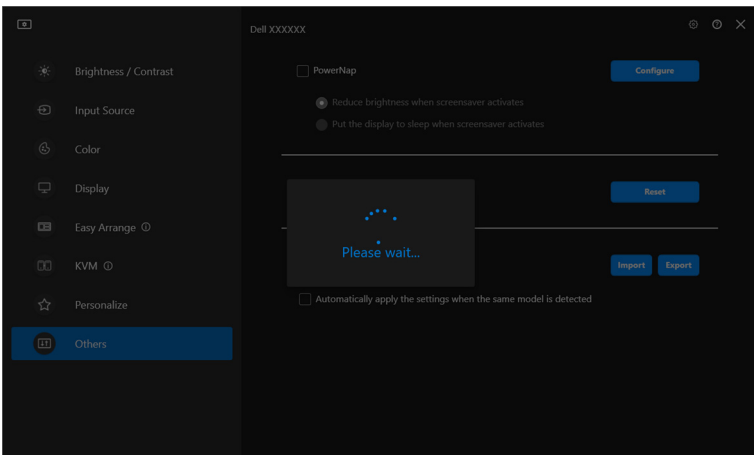 Dell XXXXXX
Brightness / Contrast
Input Source
Color
Display
Easy Arrange
KVM
Personalize
Others
PowerNap
Configure
Reduce brightness when screensaver activates
Put the display to sleep when screensaver activates
Reset
Please wait...
Import Export
Automatically apply the settings when the same model is detected